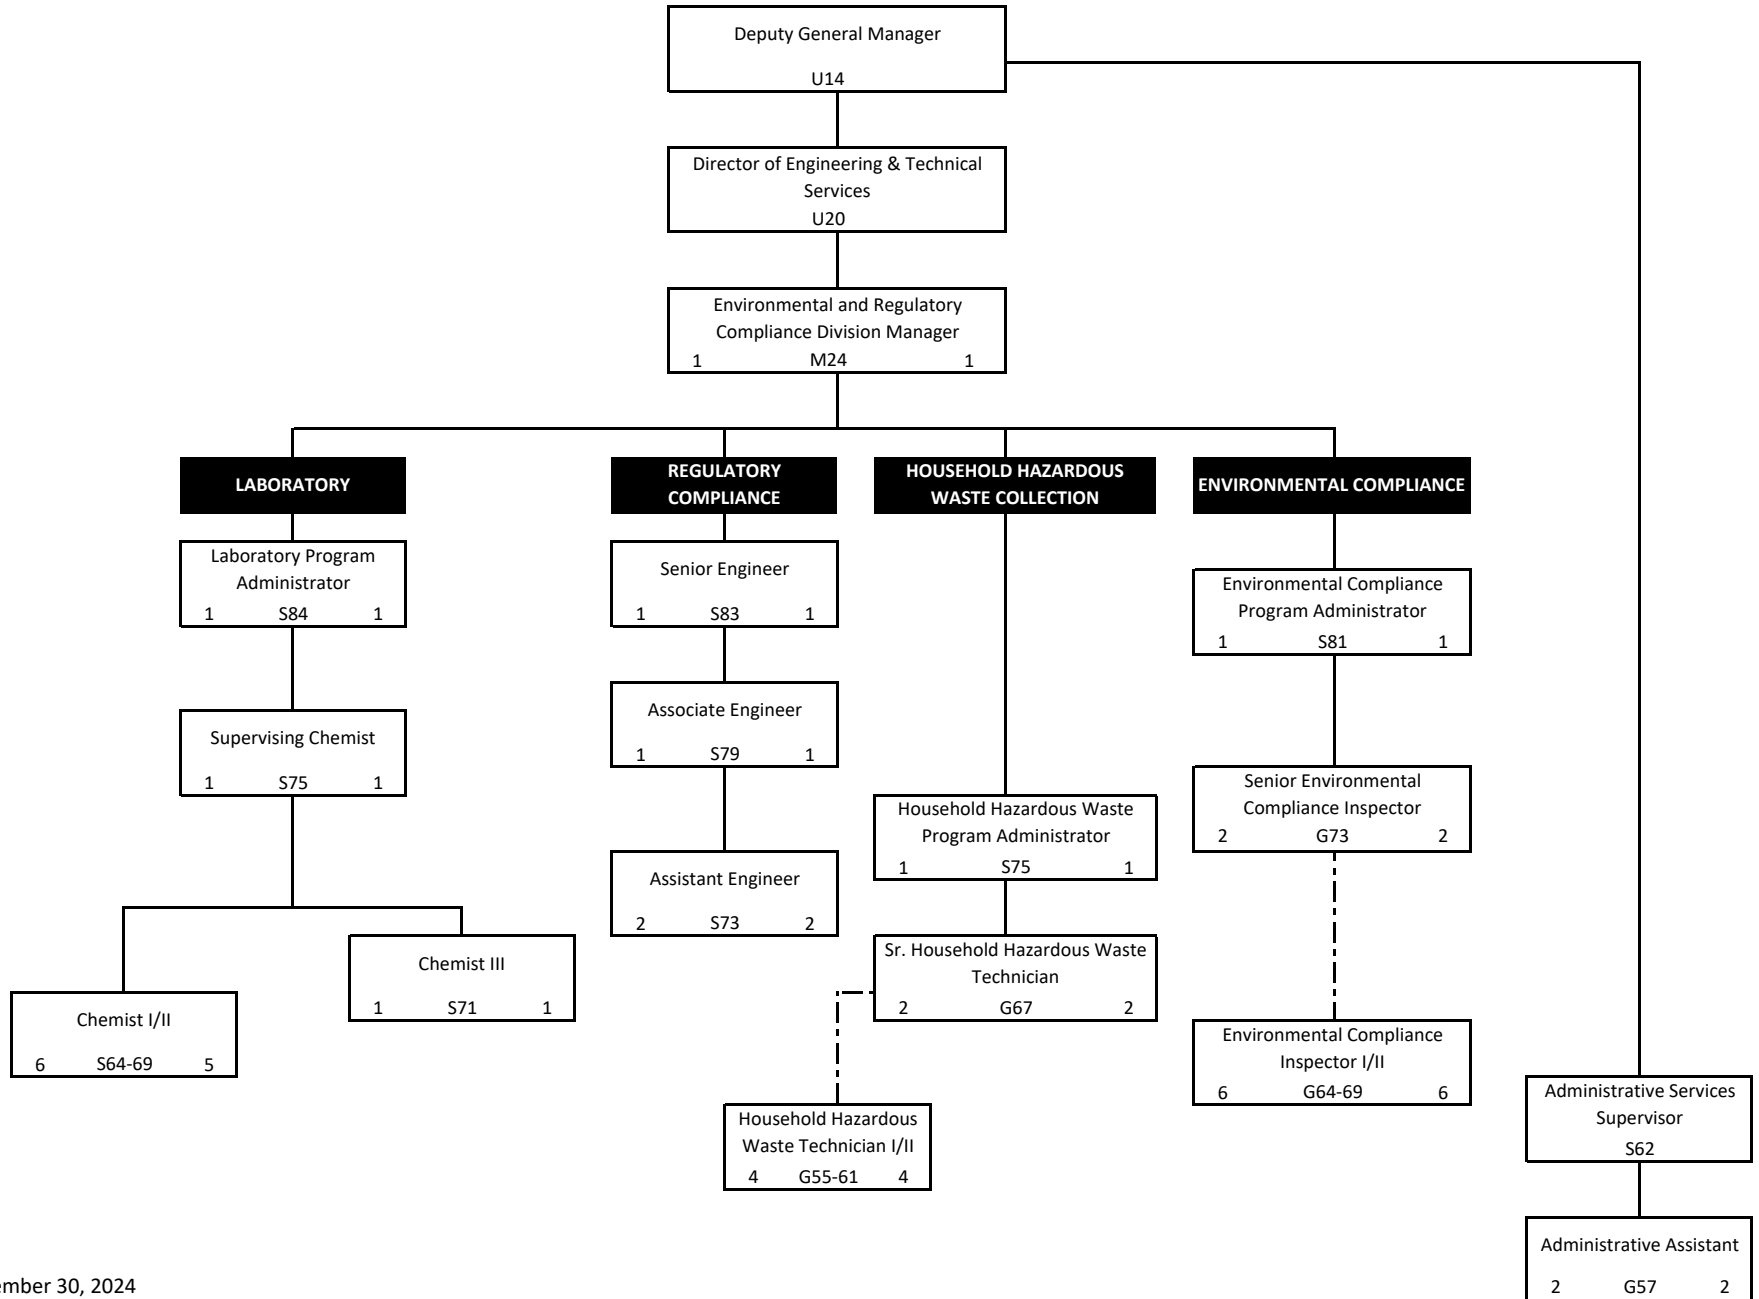 Deputy General Manager
U14
Director of Engineering & Technical
Services
U20
Environmental and Regulatory
Compliance Division Manager
1 M24 1
LABORATORY
Laboratory Program
Administrator
1 S84 1
Supervising Chemist
1 S75 1
Chemist I/II
6 S64-69 5
Chemist III
1 S71 1
REGULATORY
COMPLIANCE
Senior Engineer
1 S83 1
Associate Engineer
1 S79 1
Assistant Engineer
2 S73 2
HOUSEHOLD HAZARDOUS
WASTE COLLECTION
Household Hazardous Waste
Program Administrator
1 S75 1
Sr. Household Hazardous Waste
Technician
2 G67 2
Household Hazardous
Waste Technician I/II
4 G55-61 4
ENVIRONMENTAL COMPLIANCE
Environmental Compliance
Program Administrator
1 S81 1
Senior Environmental
Compliance Inspector
2 G73 2
Environmental Compliance
Inspector I/II
6 G64-69 6
Administrative Services
Supervisor
S62
Administrative Assistant
2 G57 2
30, 2024